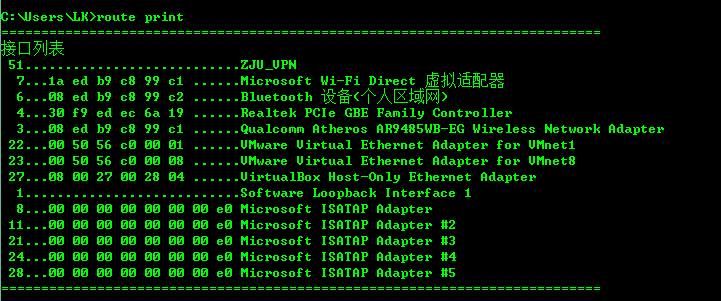 C:\Users\LK>route print
===========================================================================
接口列表
 51...........................ZJU_VPN
  7...1a ed b9 c8 99 c1 ......Microsoft Wi-Fi Direct 虚拟适配器
  6...08 ed b9 c8 99 c2 ......Bluetooth 设备(个人区域网)
  4...30 f9 ed ec 6a 19 ......Realtek PCIe GBE Family Controller
  3...08 ed b9 c8 99 c1 ......Qualcomm Atheros AR9485WB-EG Wireless Network Adapter
 22...00 50 56 c0 00 01 ......VMware Virtual Ethernet Adapter for VMnet1
 23...00 50 56 c0 00 08 ......VMware Virtual Ethernet Adapter for VMnet8
 27...08 00 27 00 28 04 ......VirtualBox Host-Only Ethernet Adapter
  1...........................Software Loopback Interface 1
  8...00 00 00 00 00 00 00 e0 Microsoft ISATAP Adapter
 11...00 00 00 00 00 00 00 e0 Microsoft ISATAP Adapter #2
 21...00 00 00 00 00 00 00 e0 Microsoft ISATAP Adapter #3
 24...00 00 00 00 00 00 00 e0 Microsoft ISATAP Adapter #4
 28...00 00 00 00 00 00 00 e0 Microsoft ISATAP Adapter #5
===========================================================================